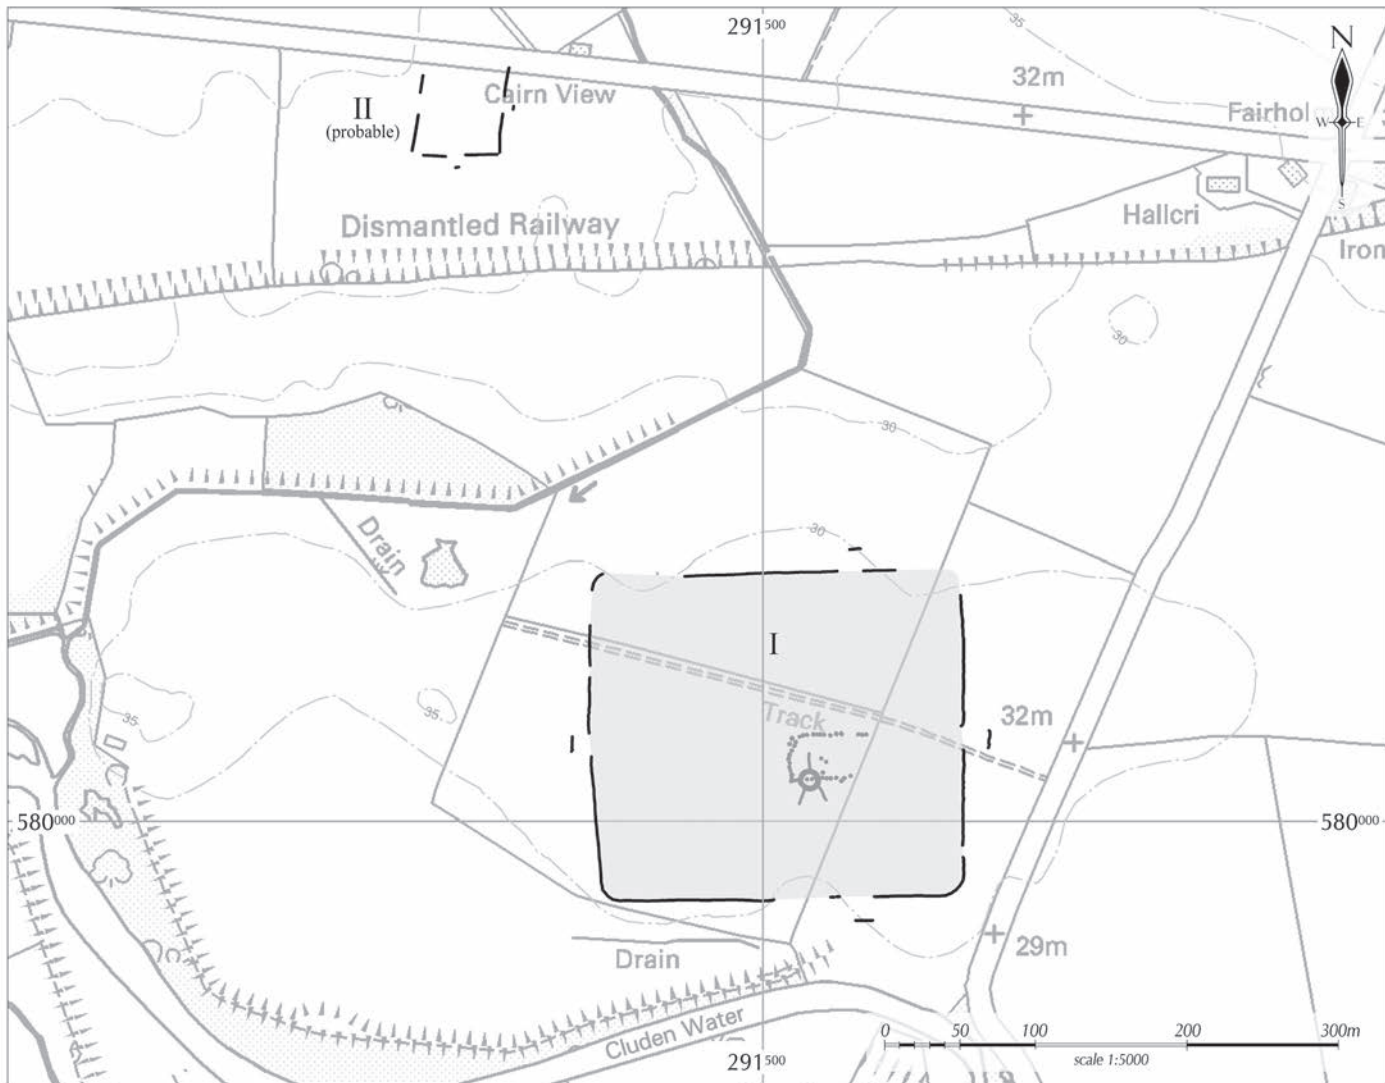 291500
35
N
W E
S
32m
Cairn View
II
(probable)
Fairhol
Dismantled Railway
Hallcri
Iron
30
30
30
Drain
I
35
35
Track
32m
580000
580000
29m
Drain
Cluden Water
291500
0 50 100 200 300m
scale 1:5000